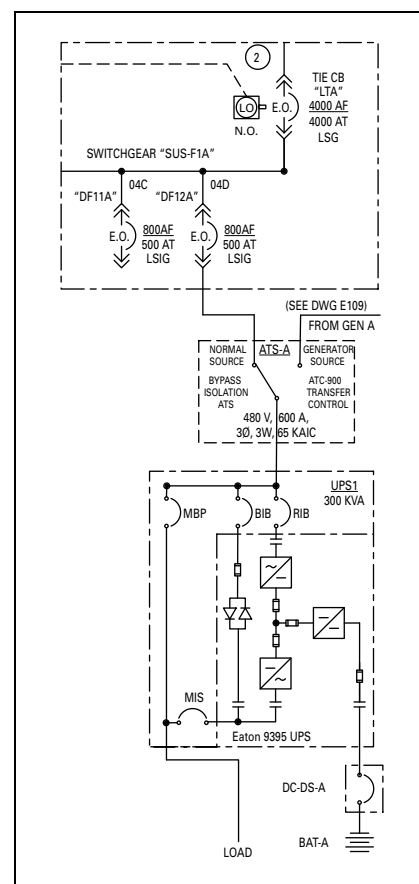 2
TIE CB
"LTA"
4000 AF
4000 AT
LSG
LO
E.O.
N.O.
SWITCHGEAR "SUS-F1A"
04C
04D
"DF11A"
"DF12A"
E.O.
800AF
500 AT
LSIG
E.O.
800AF
500 AT
LSIG
(SEE DWG E109)
FROM GEN A
NORMAL
SOURCE
ATS-A
GENERATOR
SOURCE
BYPASS
ISOLATION
ATS
ATC-900
TRANSFER
CONTROL
480 V, 600 A,
3Ø, 3W, 65 KAIC
UPS1
300 KVA
MBP
BIB
RIB
MIS
Eaton 9395 UPS
DC-DS-A
BAT-A
LOAD